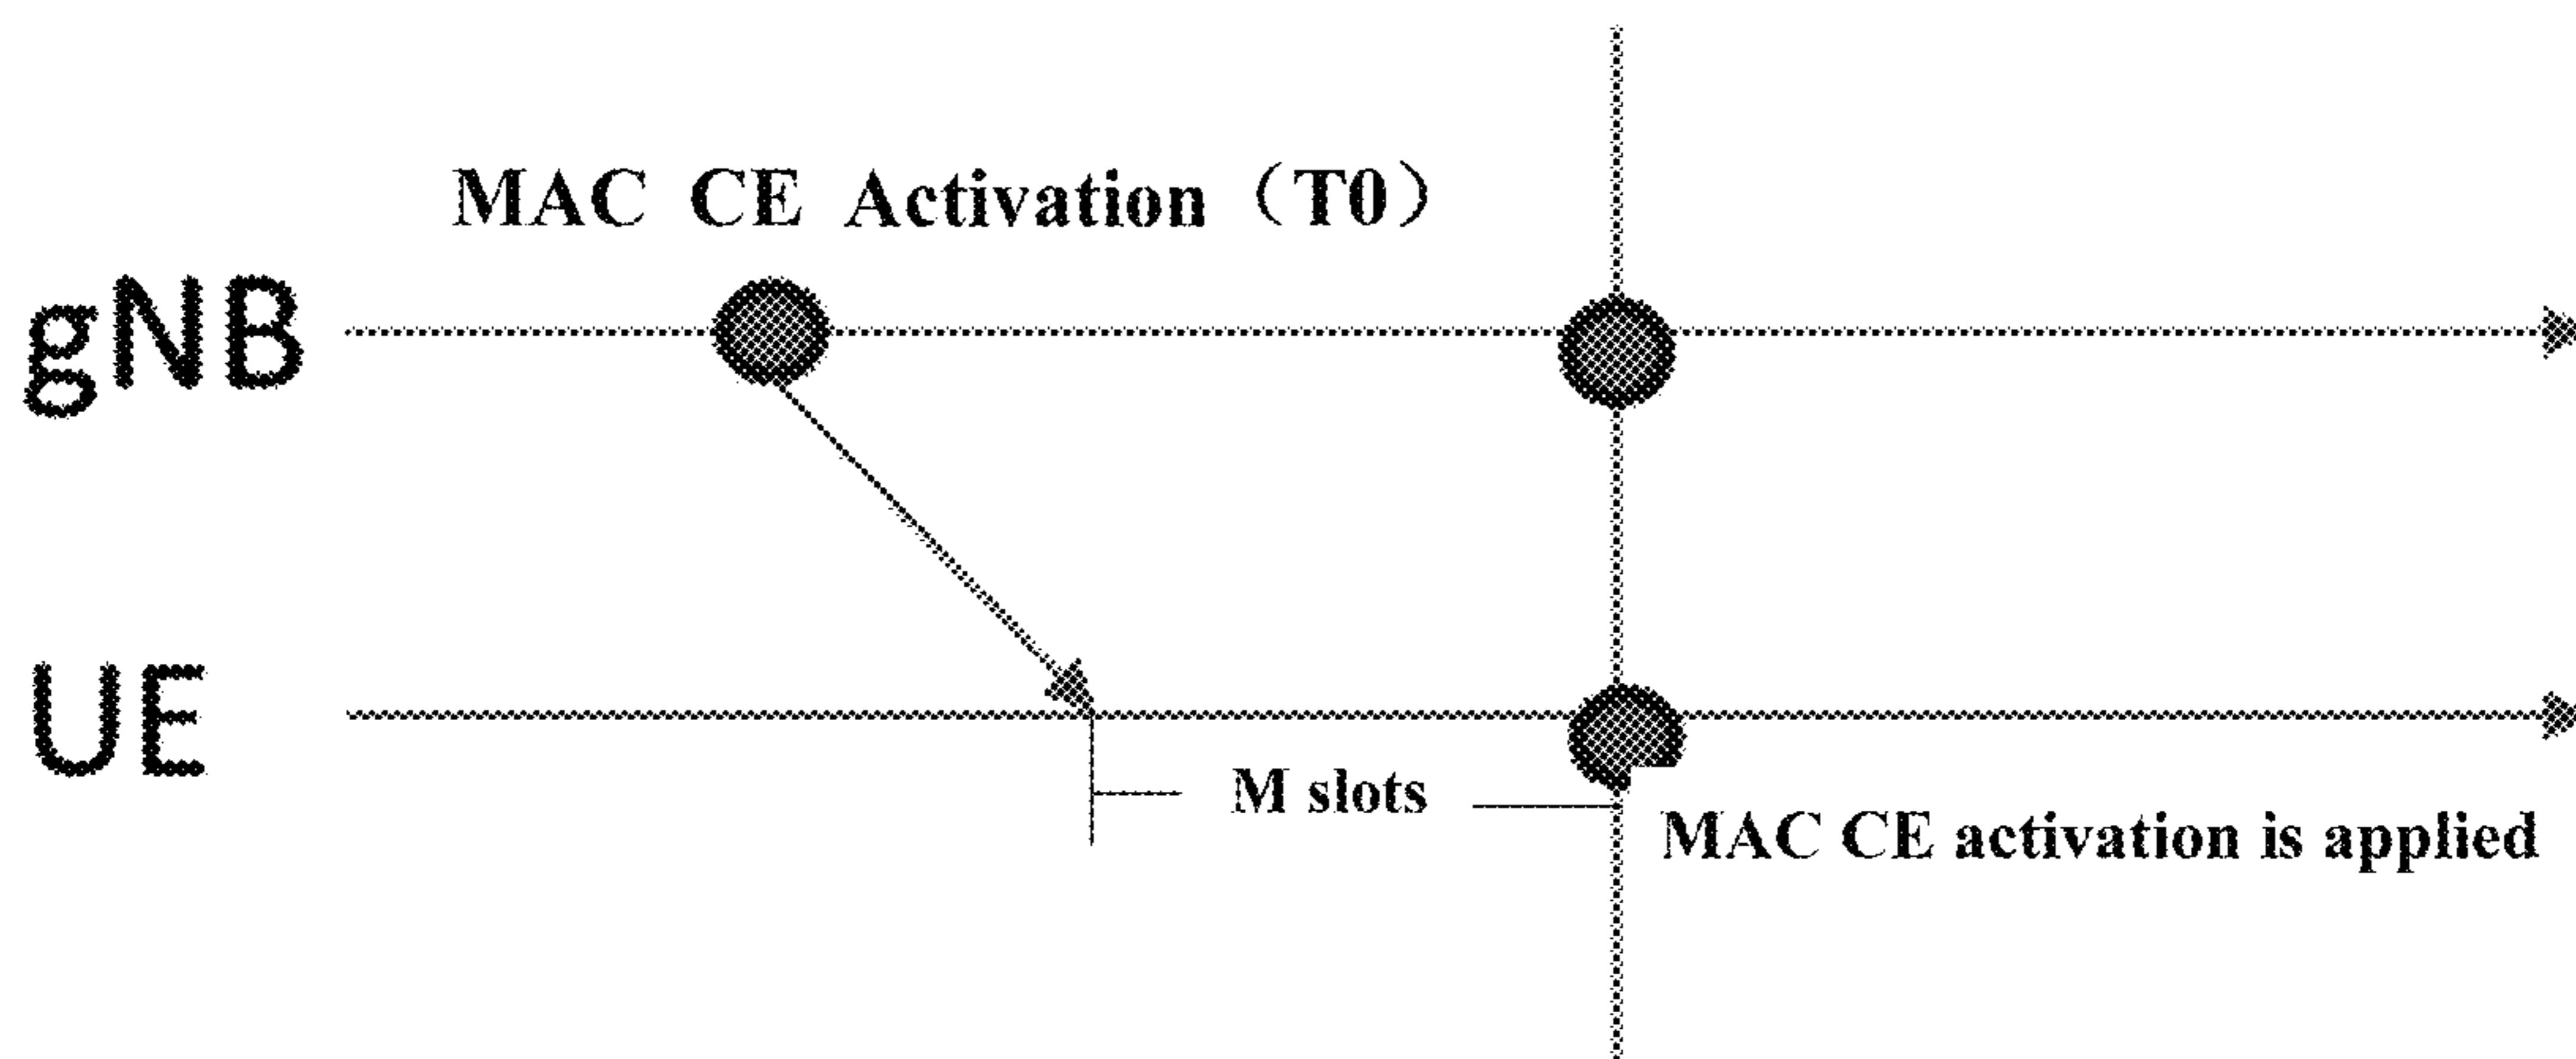 MAC CE Activation（T0）
gNB
UE
M slots
MAC CE activation is applied